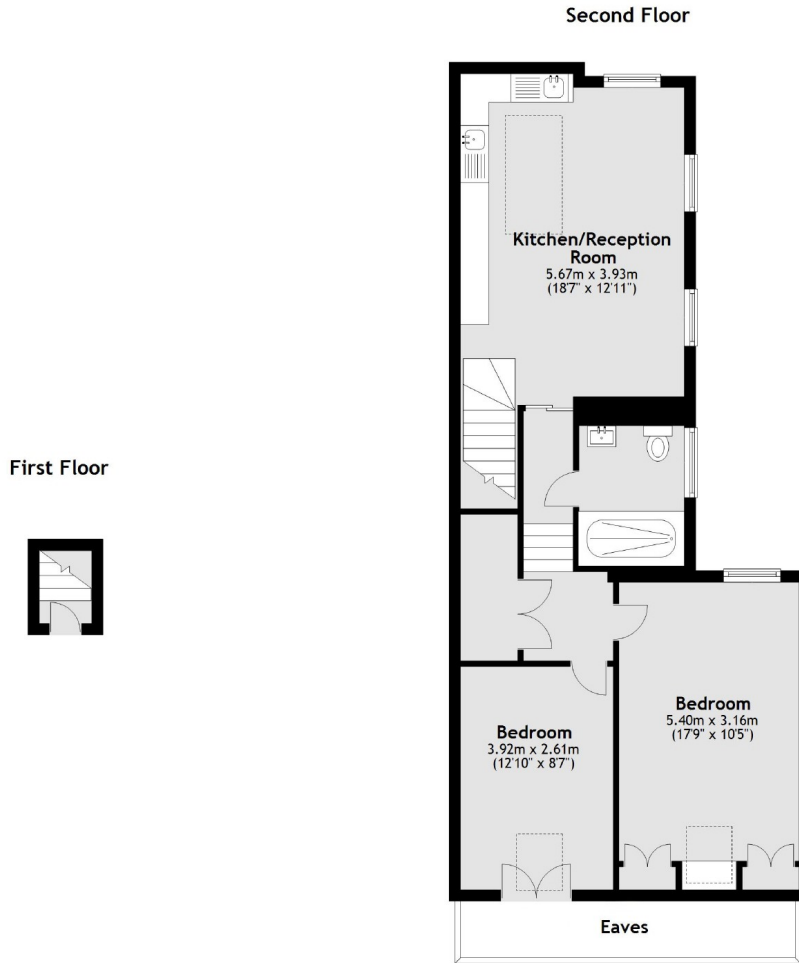 Second Floor
Kitchen/Reception
Room
5.67m x 3.93m
(18'7" x 12'11")
First Floor
Bedroom
5.40m x 3.16m
(17'9" x 10'5")
Bedroom
3.92m x 2.61m
(12'10" x 8'7")
Eaves